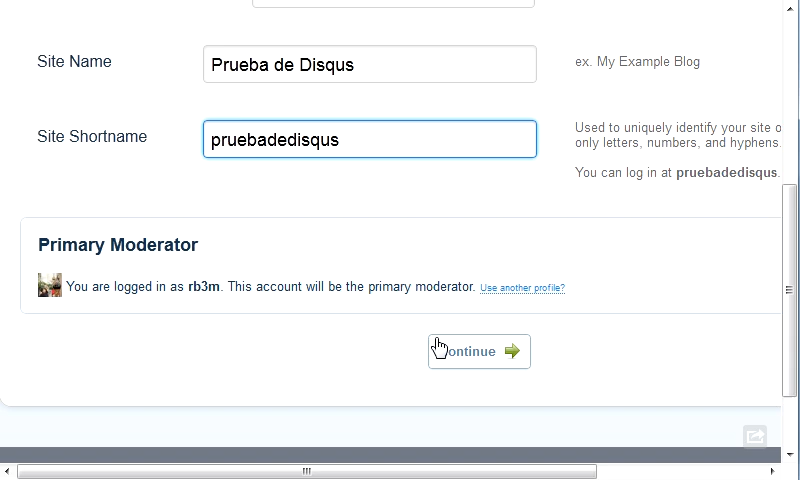 Site Name
Prueba de Disqus
ex. My Example Blog
Site Shortname
pruebadedisqus
Used to uniquely identify your site o
only letters, numbers, and hyphens.
You can log in at pruebadedisqus.
Primary Moderator
You are logged in as rb3m. This account will be the primary moderator. Use another profile?
ontinue